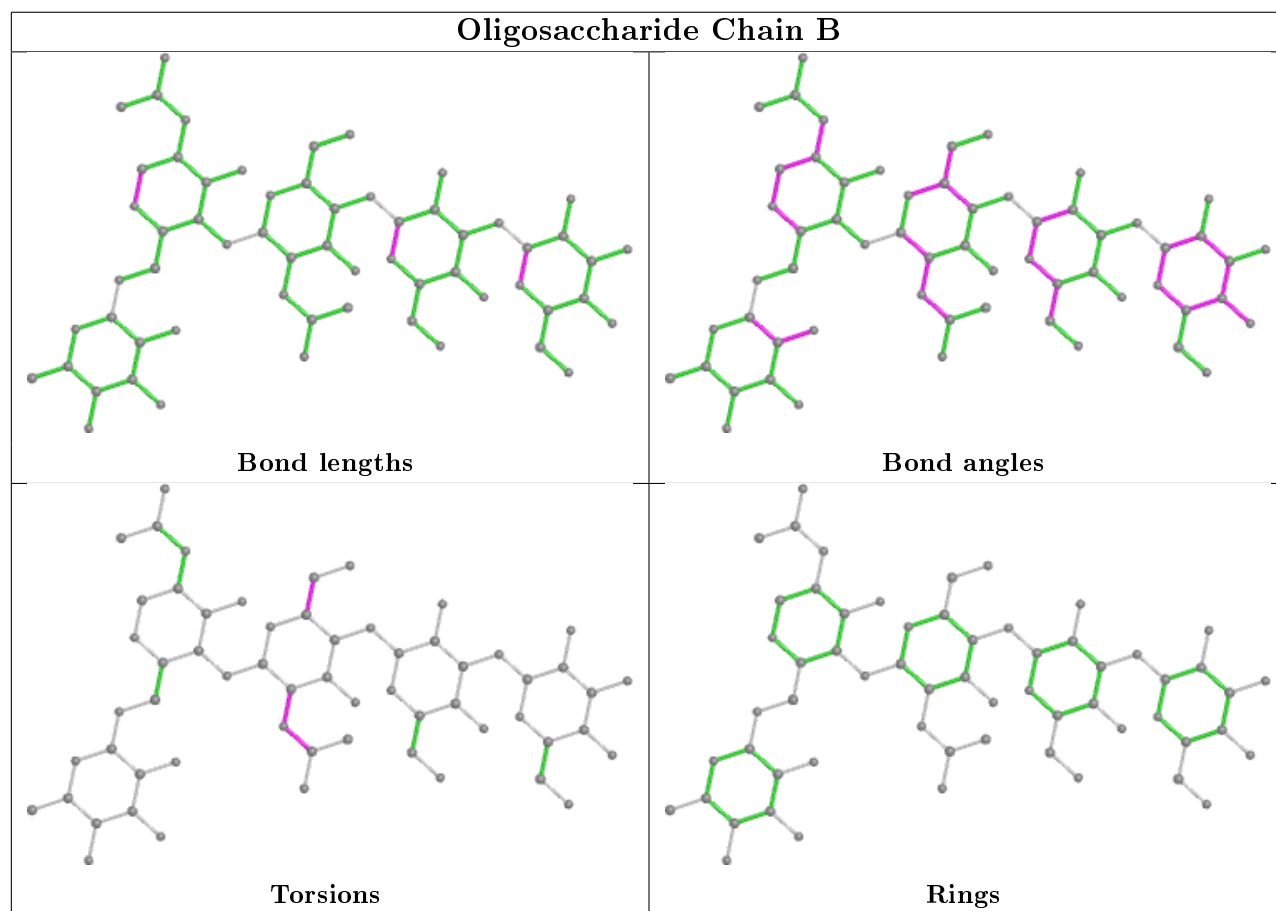 Oligosaccharide Chain B
Bond lengths
Bond angles
Torsions
Rings